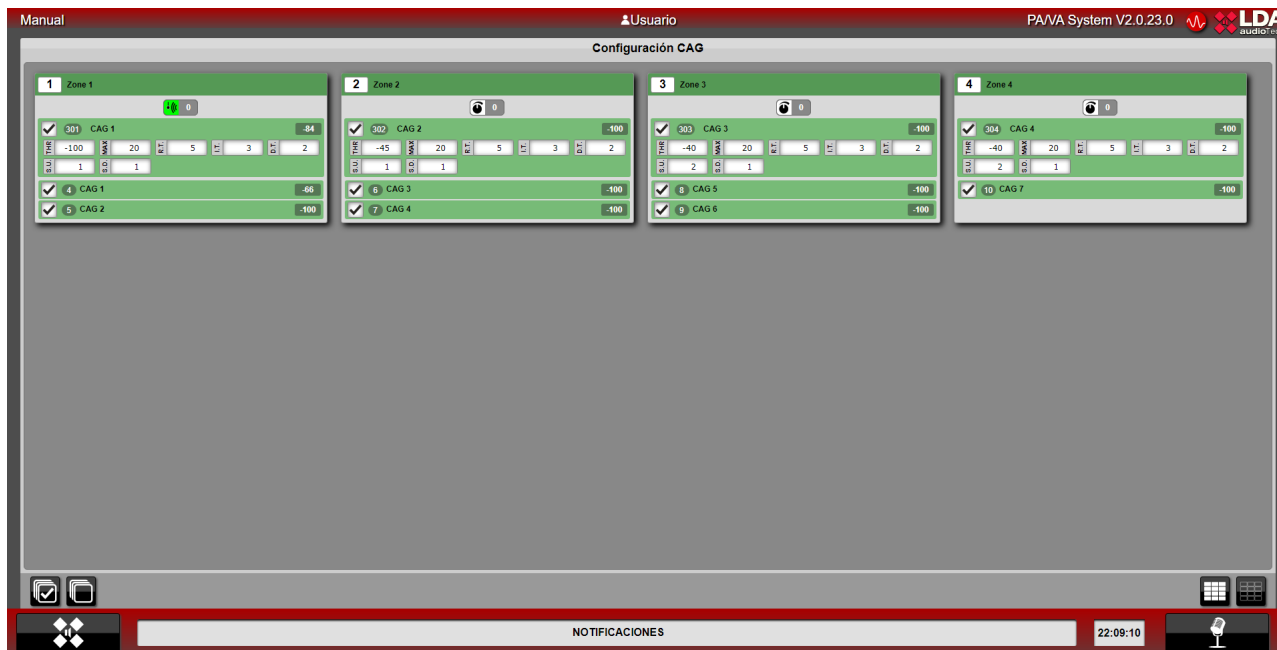 Manual
Usuario
PA/VA System V2.0.23.0
LDA
audioTe
Configuración CAG
1 Zone 1
0
301 CAG 1 -84
THR -100 MAX 20 R.T. 5 I.T. 3 D.T. 2
S.U. 1 S.D. 1
4 CAG 1 -66
5 CAG 2 -100
2 Zone 2
0
302 CAG 2 -100
THR -45 MAX 20 R.T. 5 I.T. 3 D.T. 2
S.U. 1 S.D. 1
6 CAG 3 -100
7 CAG 4 -100
3 Zone 3
0
303 CAG 3 -100
THR -40 MAX 20 R.T. 5 I.T. 3 D.T. 2
S.U. 2 S.D. 1
8 CAG 5 -100
9 CAG 6 -100
4 Zone 4
0
304 CAG 4 -100
THR -40 MAX 20 R.T. 5 I.T. 3 D.T. 2
S.U. 2 S.D. 1
10 CAG 7 -100
NOTIFICACIONES
22:09:10